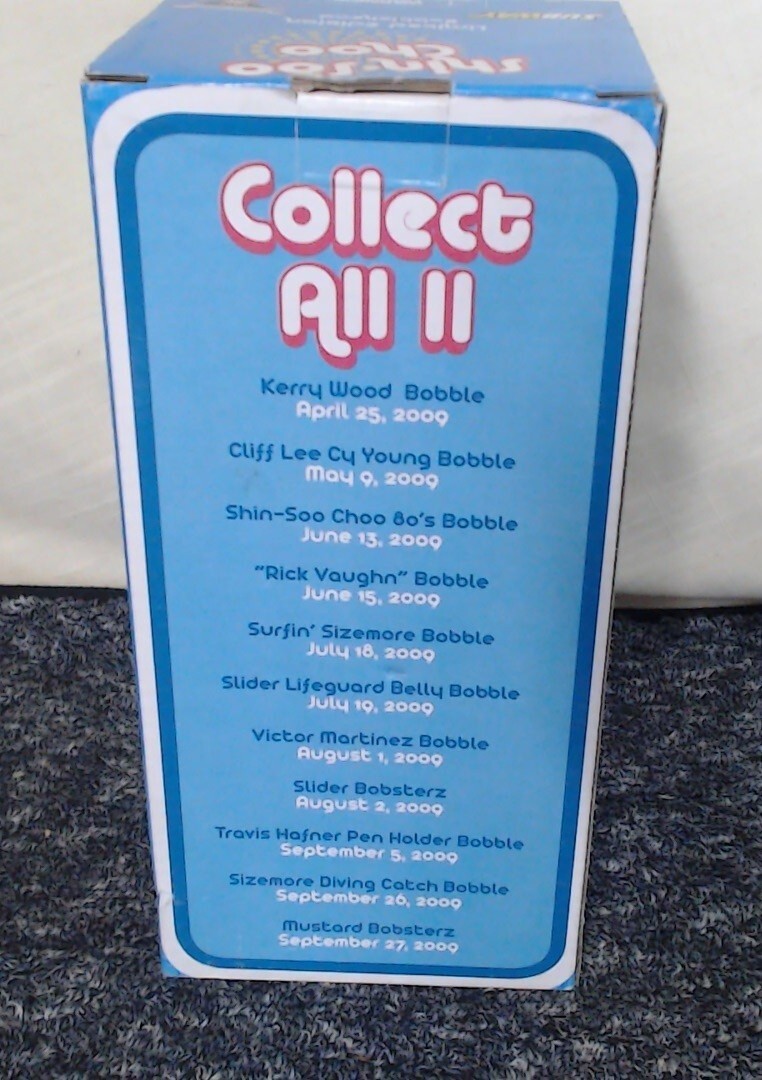 SUBWAY
Shin-Soo
Choo
Collect
All 11
Kerry Wood Bobble
April 25, 2009
Cliff Lee Cy Young Bobble
May 9, 2009
Shin-Soo Choo 80's Bobble
June 13, 2009
"Rick Vaughn" Bobble
June 15, 2009
Surfin' Sizemore Bobble
July 18, 2009
Slider Lifeguard Belly Bobble
July 19, 2009
Victor Martinez Bobble
August 1, 2009
Slider Bobsterz
August 2, 2009
Travis Hafner Pen Holder Bobble
September 5, 2009
Sizemore Diving Catch Bobble
September 26, 2009
Mustard Bobsterz
September 27, 2009